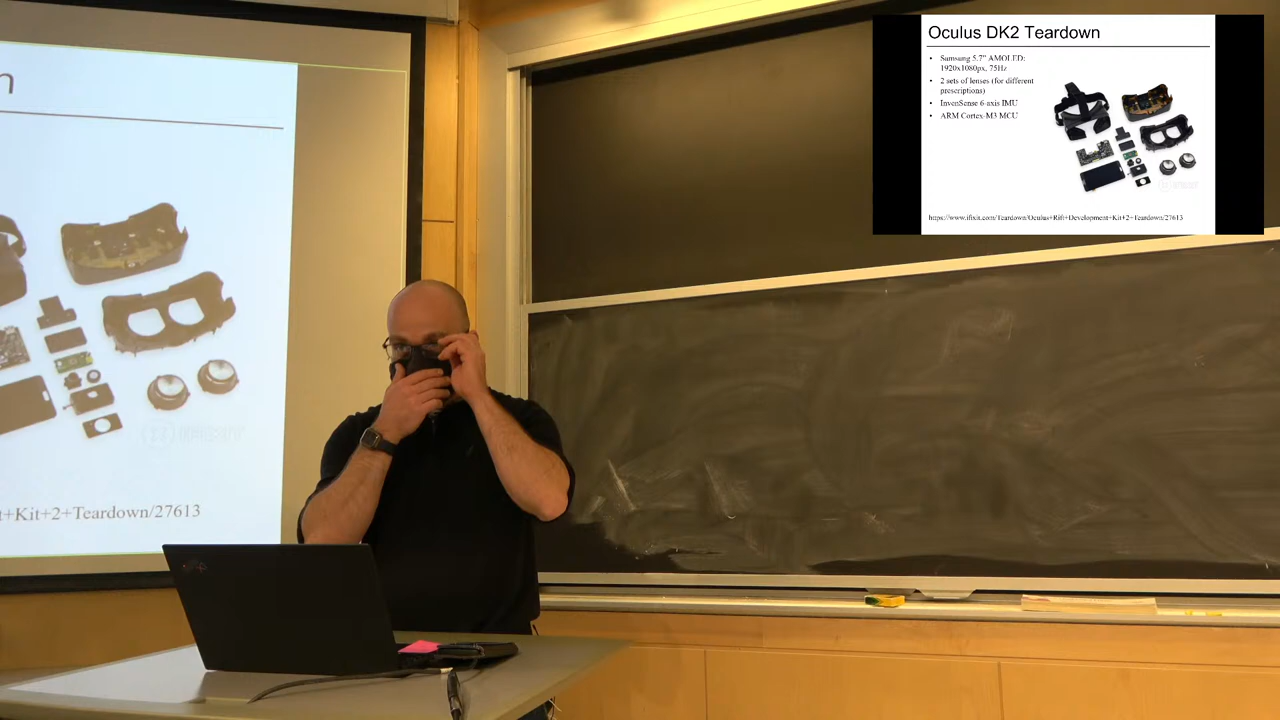 n
t+Kit+2+Teardown/27613
Oculus DK2 Teardown
• Samsung 5.7" AMOLED:
1920x1080px, 75Hz
• 2 sets of lenses (for different
prescriptions)
• InvenSense 6-axis IMU
• ARM Cortex-M3 MCU
https://www.ifixit.com/Teardown/Oculus+Rift+Development+Kit+2+Teardown/27613